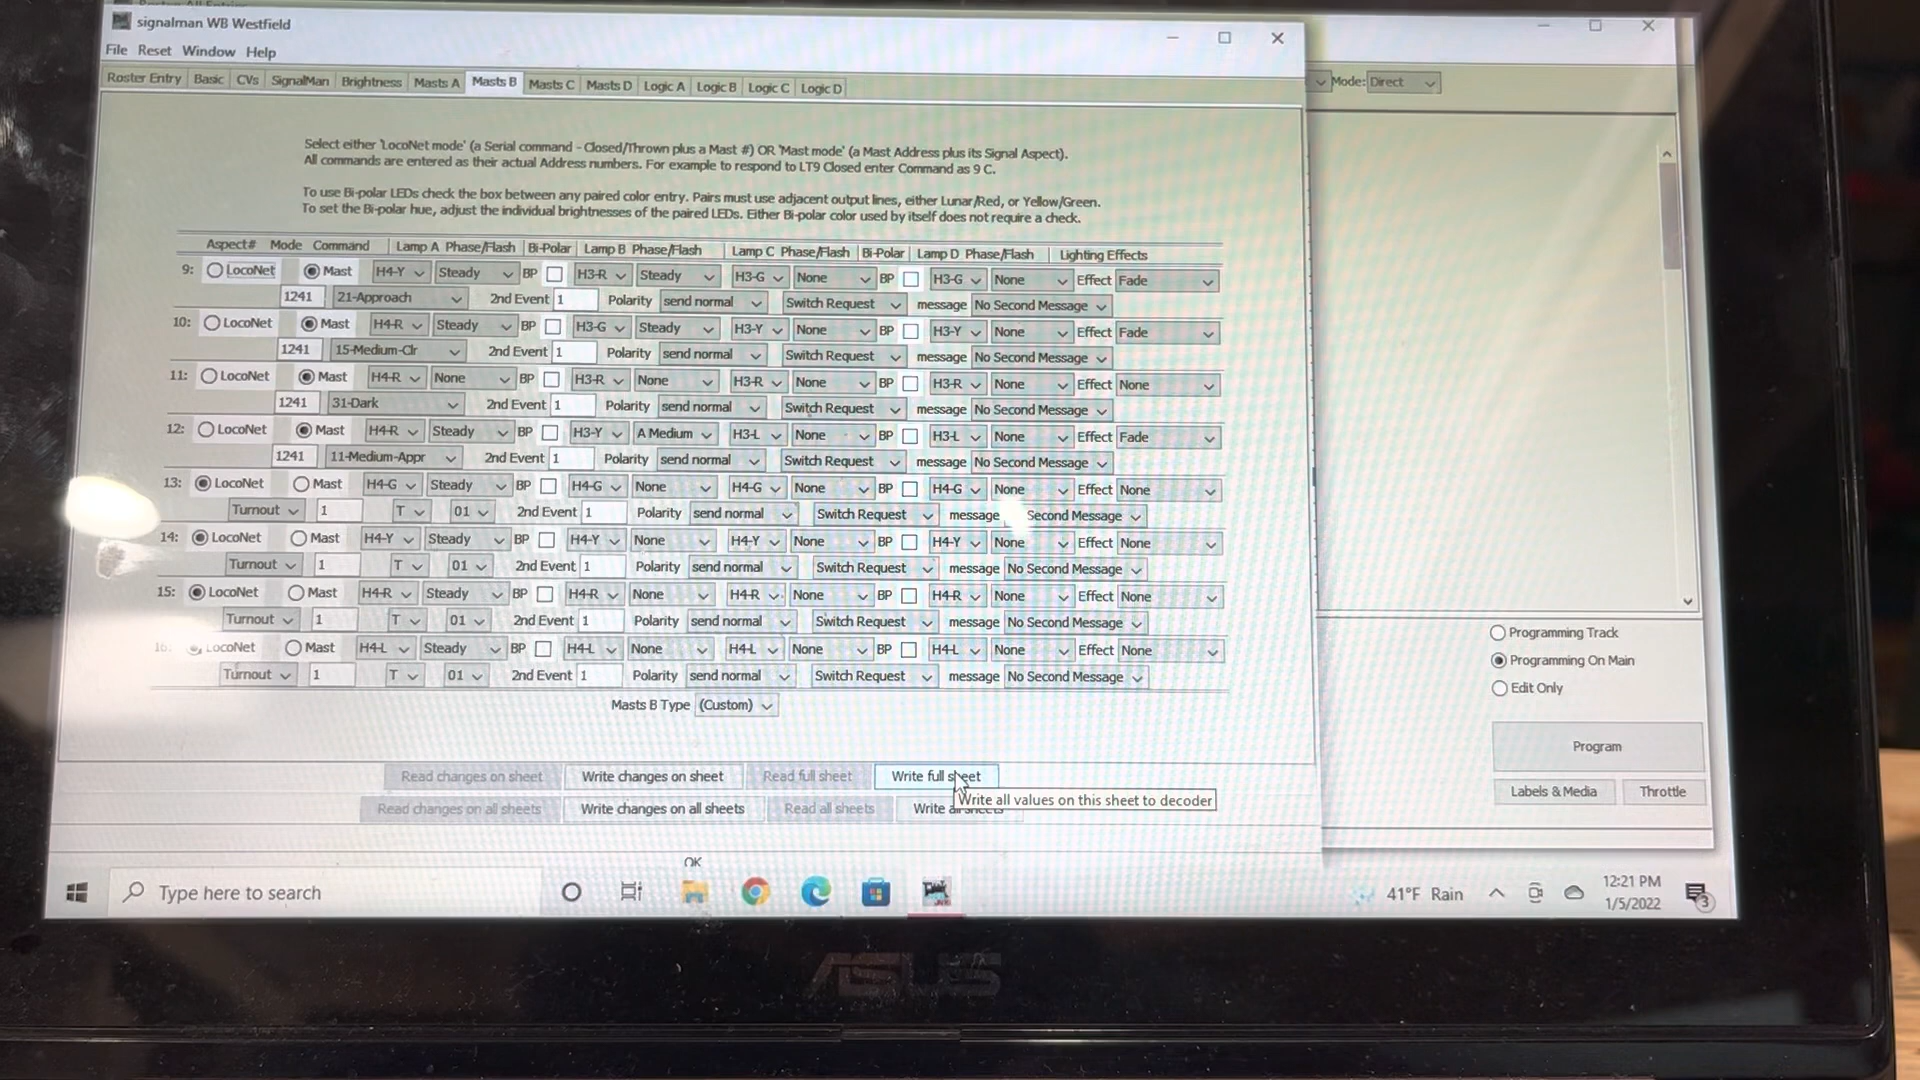 signalman WB Westfield
File Reset Window Help
Roster Entry Basic CVs SignalMan Brightness Masts A Masts B Masts C Masts D Logic A Logic B Logic C Logic D
Mode: Direct
Select either 'LocoNet mode' (a Serial command - Closed/Thrown plus a Mast #) OR 'Mast mode' (a Mast Address plus its Signal Aspect).
All commands are entered as their actual Address numbers. For example to respond to LT9 Closed enter Command as 9 C.
To use Bi-polar LEDs check the box between any paired color entry. Pairs must use adjacent output lines, either Lunar/Red, or Yellow/Green.
To set the Bi-polar hue, adjust the individual brightnesses of the paired LEDs. Either Bi-polar color used by itself does not require a check.
Aspect# Mode Command Lamp A Phase/Flash Bi-Polar Lamp B Phase/Flash Lamp C Phase/Flash Bi-Polar Lamp D Phase/Flash Lighting Effects
9: LocoNet Mast H4-Y Steady BP H3-R Steady H3-G None BP H3-G None Effect Fade
1241 21-Approach 2nd Event 1 Polarity send normal Switch Request message No Second Message
10: LocoNet Mast H4-R Steady BP H3-G Steady H3-Y None BP H3-Y None Effect Fade
1241 15-Medium-Clr 2nd Event 1 Polarity send normal Switch Request message No Second Message
11: LocoNet Mast H4-R None BP H3-R None H3-R None BP H3-R None Effect None
1241 31-Dark 2nd Event 1 Polarity send normal Switch Request message No Second Message
12: LocoNet Mast H4-R Steady BP H3-Y A Medium H3-L None BP H3-L None Effect Fade
1241 11-Medium-Appr 2nd Event 1 Polarity send normal Switch Request message No Second Message
13: LocoNet Mast H4-G Steady BP H4-G None H4-G None BP H4-G None Effect None
Turnout 1 T 01 2nd Event 1 Polarity send normal Switch Request message Second Message
14: LocoNet Mast H4-Y Steady BP H4-Y None H4-Y None BP H4-Y None Effect None
Turnout 1 T 01 2nd Event 1 Polarity send normal Switch Request message No Second Message
15: LocoNet Mast H4-R Steady BP H4-R None H4-R None BP H4-R None Effect None
Turnout 1 T 01 2nd Event 1 Polarity send normal Switch Request message No Second Message
16: LocoNet Mast H4-L Steady BP H4-L None H4-L None BP H4-L None Effect None
Turnout 1 T 01 2nd Event 1 Polarity send normal Switch Request message No Second Message
Masts B Type (Custom)
Read changes on sheet Write changes on sheet Read full sheet Write full sheet
Write all values on this sheet to decoder
Read changes on all sheets Write changes on all sheets Read all sheets Write all sheets
OK
Programming Track
Programming On Main
Edit Only
Program
Labels & Media Throttle
Type here to search
41°F Rain
12:21 PM
1/5/2022
3
ASUS